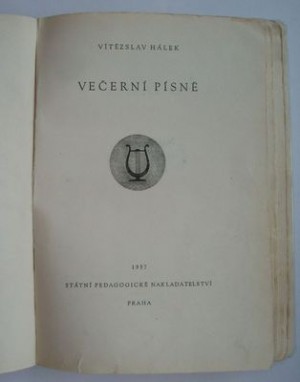 VÍTĚZSLAV HÁLEK
VEČERNÍ PÍSNĚ
1957
STÁTNÍ PEDAGOGICKÉ NAKLADATELSTVÍ
PRAHA